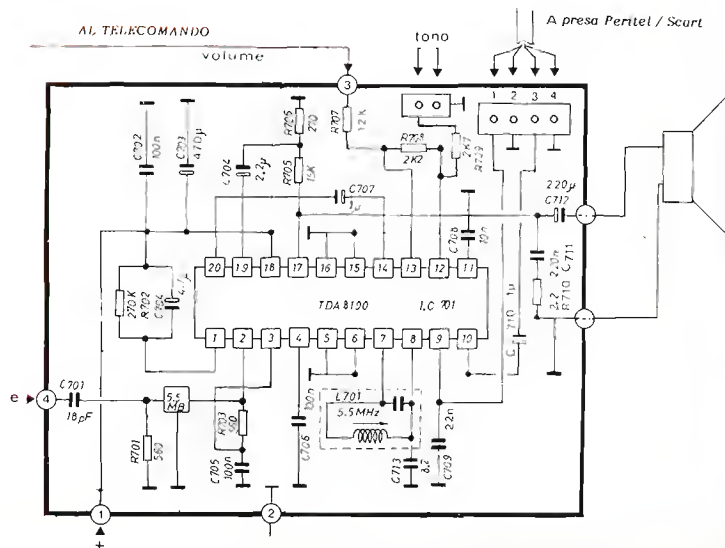 AL TELECOMANDO
volume
tono
A presa Peritel / Scart
3
1 2 3 4
C702
100n
C703
470µ
C704
2,2µ
R706
270
R705
15K
R707
12K
R708
2K2
2K7
R709
C707
1µ
C708
10n
220µ
C712
220n
C711
2,2
R710
270K
R702
C704
4,7µ
20 19 18 17 16 15 14 13 12 11
TDA 8190 I.C. 701
1 2 3 4 5 6 7 8 9 10
C710 1µ
e
4
C701
18pF
5,5
MB
R701
560
R703
560
C705
100n
100n
C706
L701
5.5MHz
C713
8,2
2,2n
C709
1
+
2